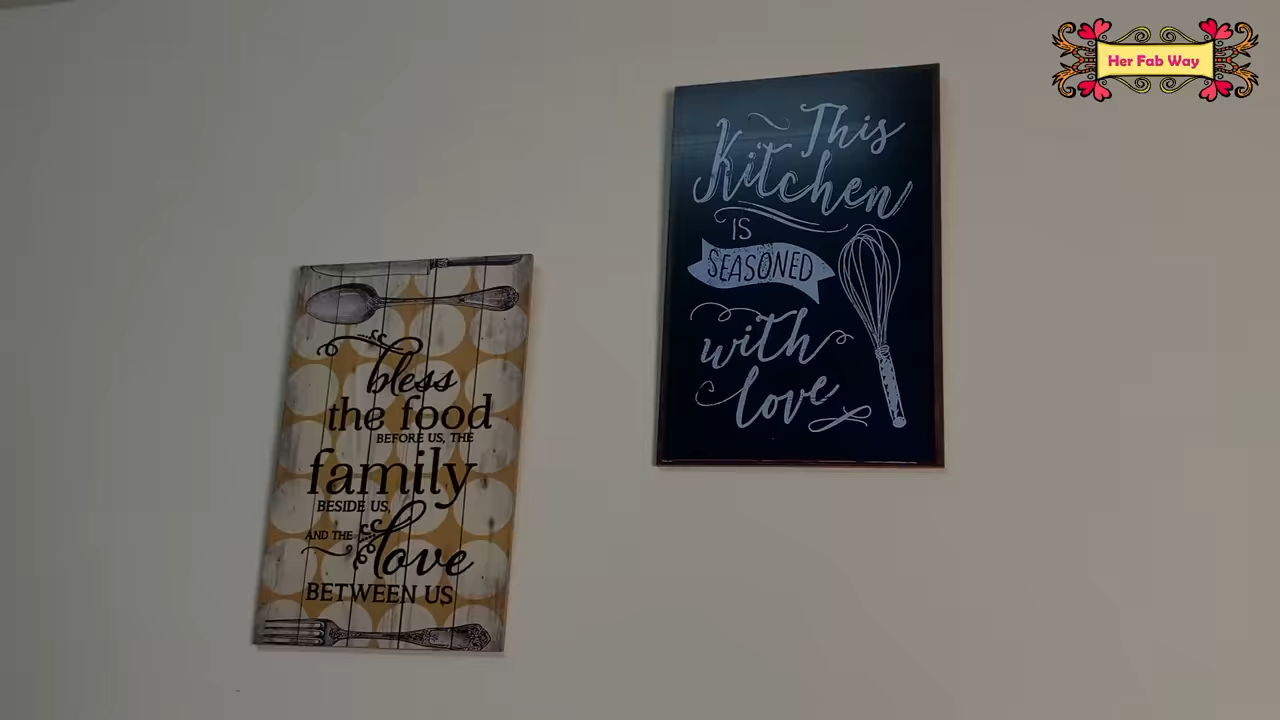 Her Fab Way
This
Kitchen
IS
SEASONED
with
love
bless
the food
BEFORE US, THE
family
BESIDE US,
AND THE love
BETWEEN US